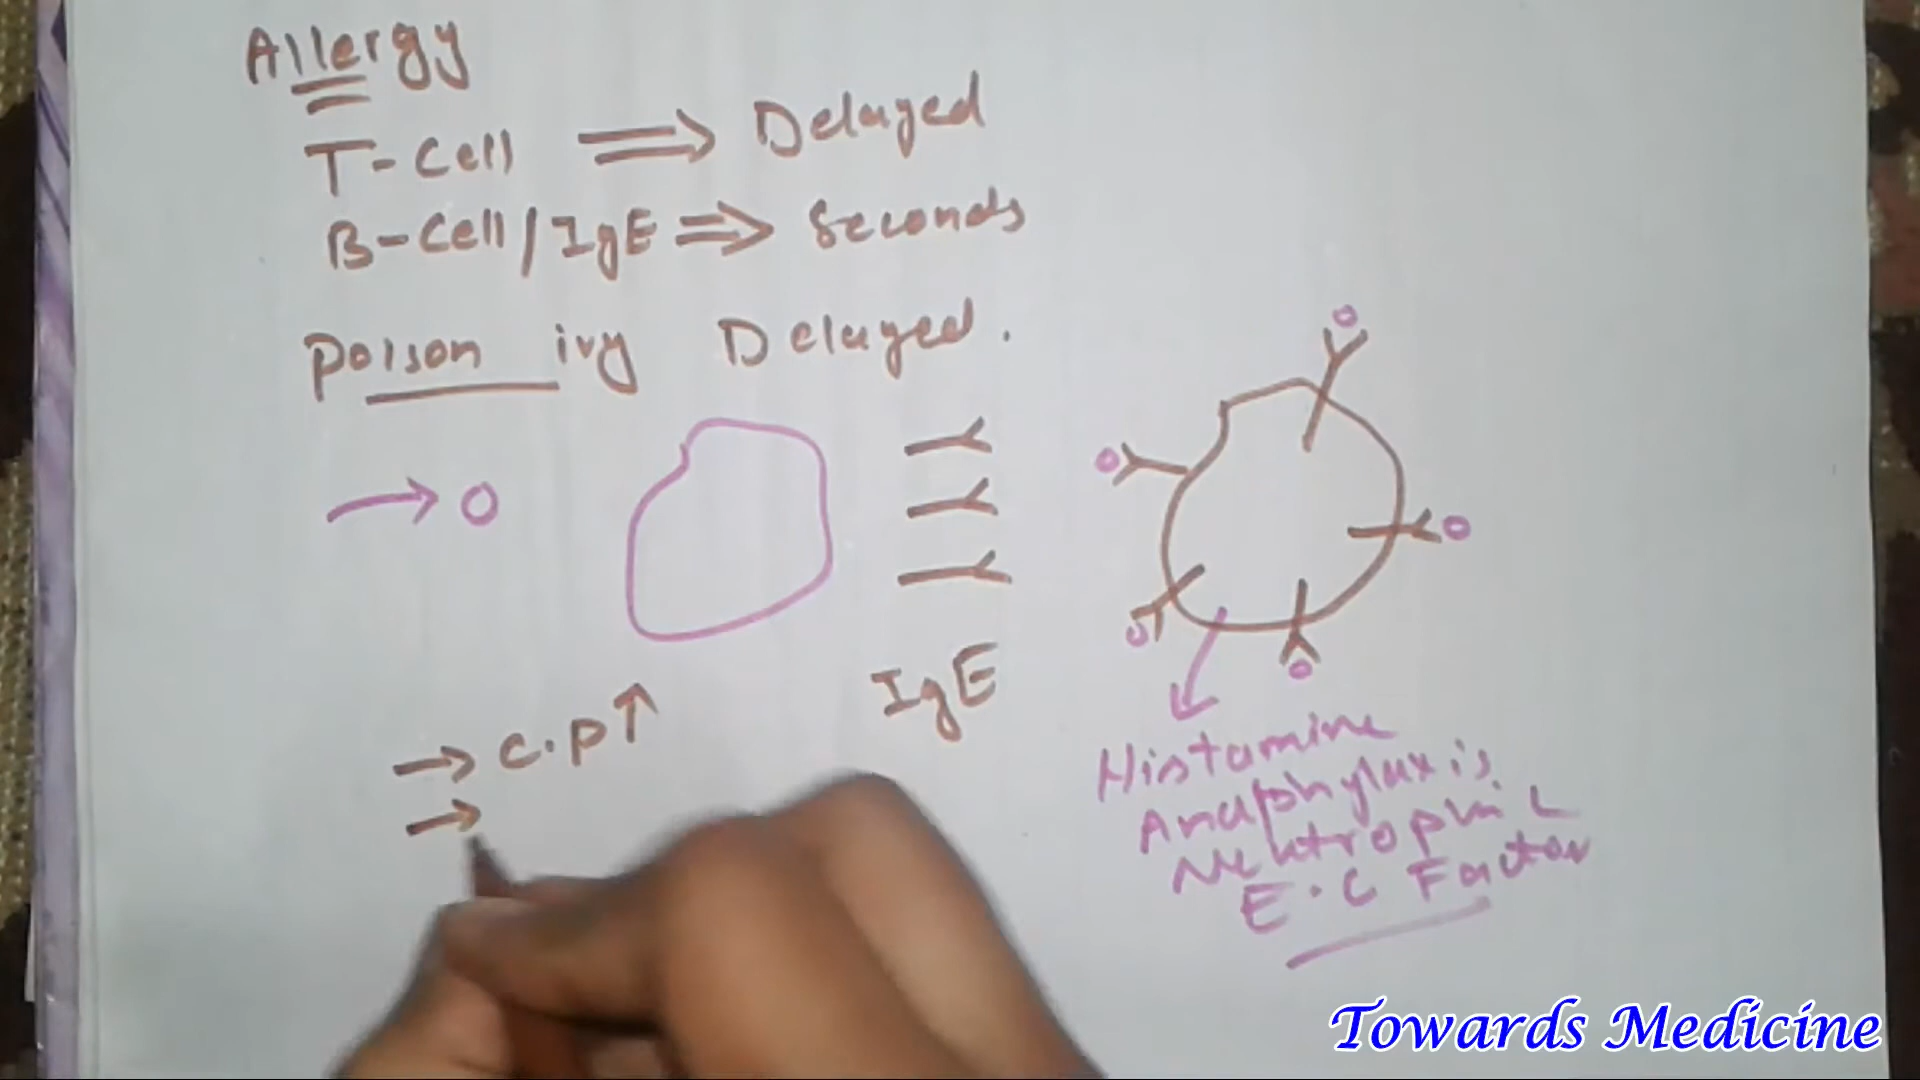 Allergy
T-Cell ⇒ Delayed
B-Cell/IgE ⇒ Seconds
Poison ivy Delayed.
→ O
IgE
→ C.P↑
→
Histamine
Anaphylaxis
Neutrophil
E.C Factor
Towards Medicine